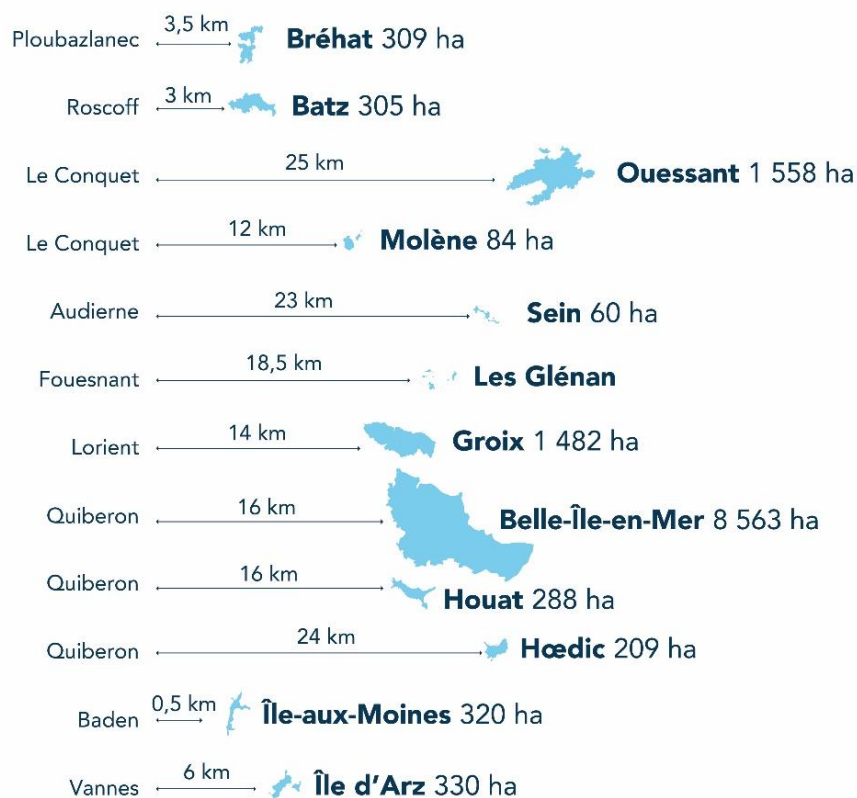 Ploubazlanec 3,5 km Bréhat 309 ha
Roscoff 3 km Batz 305 ha
Le Conquet 25 km Ouessant 1 558 ha
Le Conquet 12 km Molène 84 ha
Audierne 23 km Sein 60 ha
Fouesnant 18,5 km Les Glénan
Lorient 14 km Groix 1 482 ha
Quiberon 16 km Belle-Île-en-Mer 8 563 ha
Quiberon 16 km Houat 288 ha
Quiberon 24 km Hœdic 209 ha
Baden 0,5 km Île-aux-Moines 320 ha
Vannes 6 km Île d'Arz 330 ha